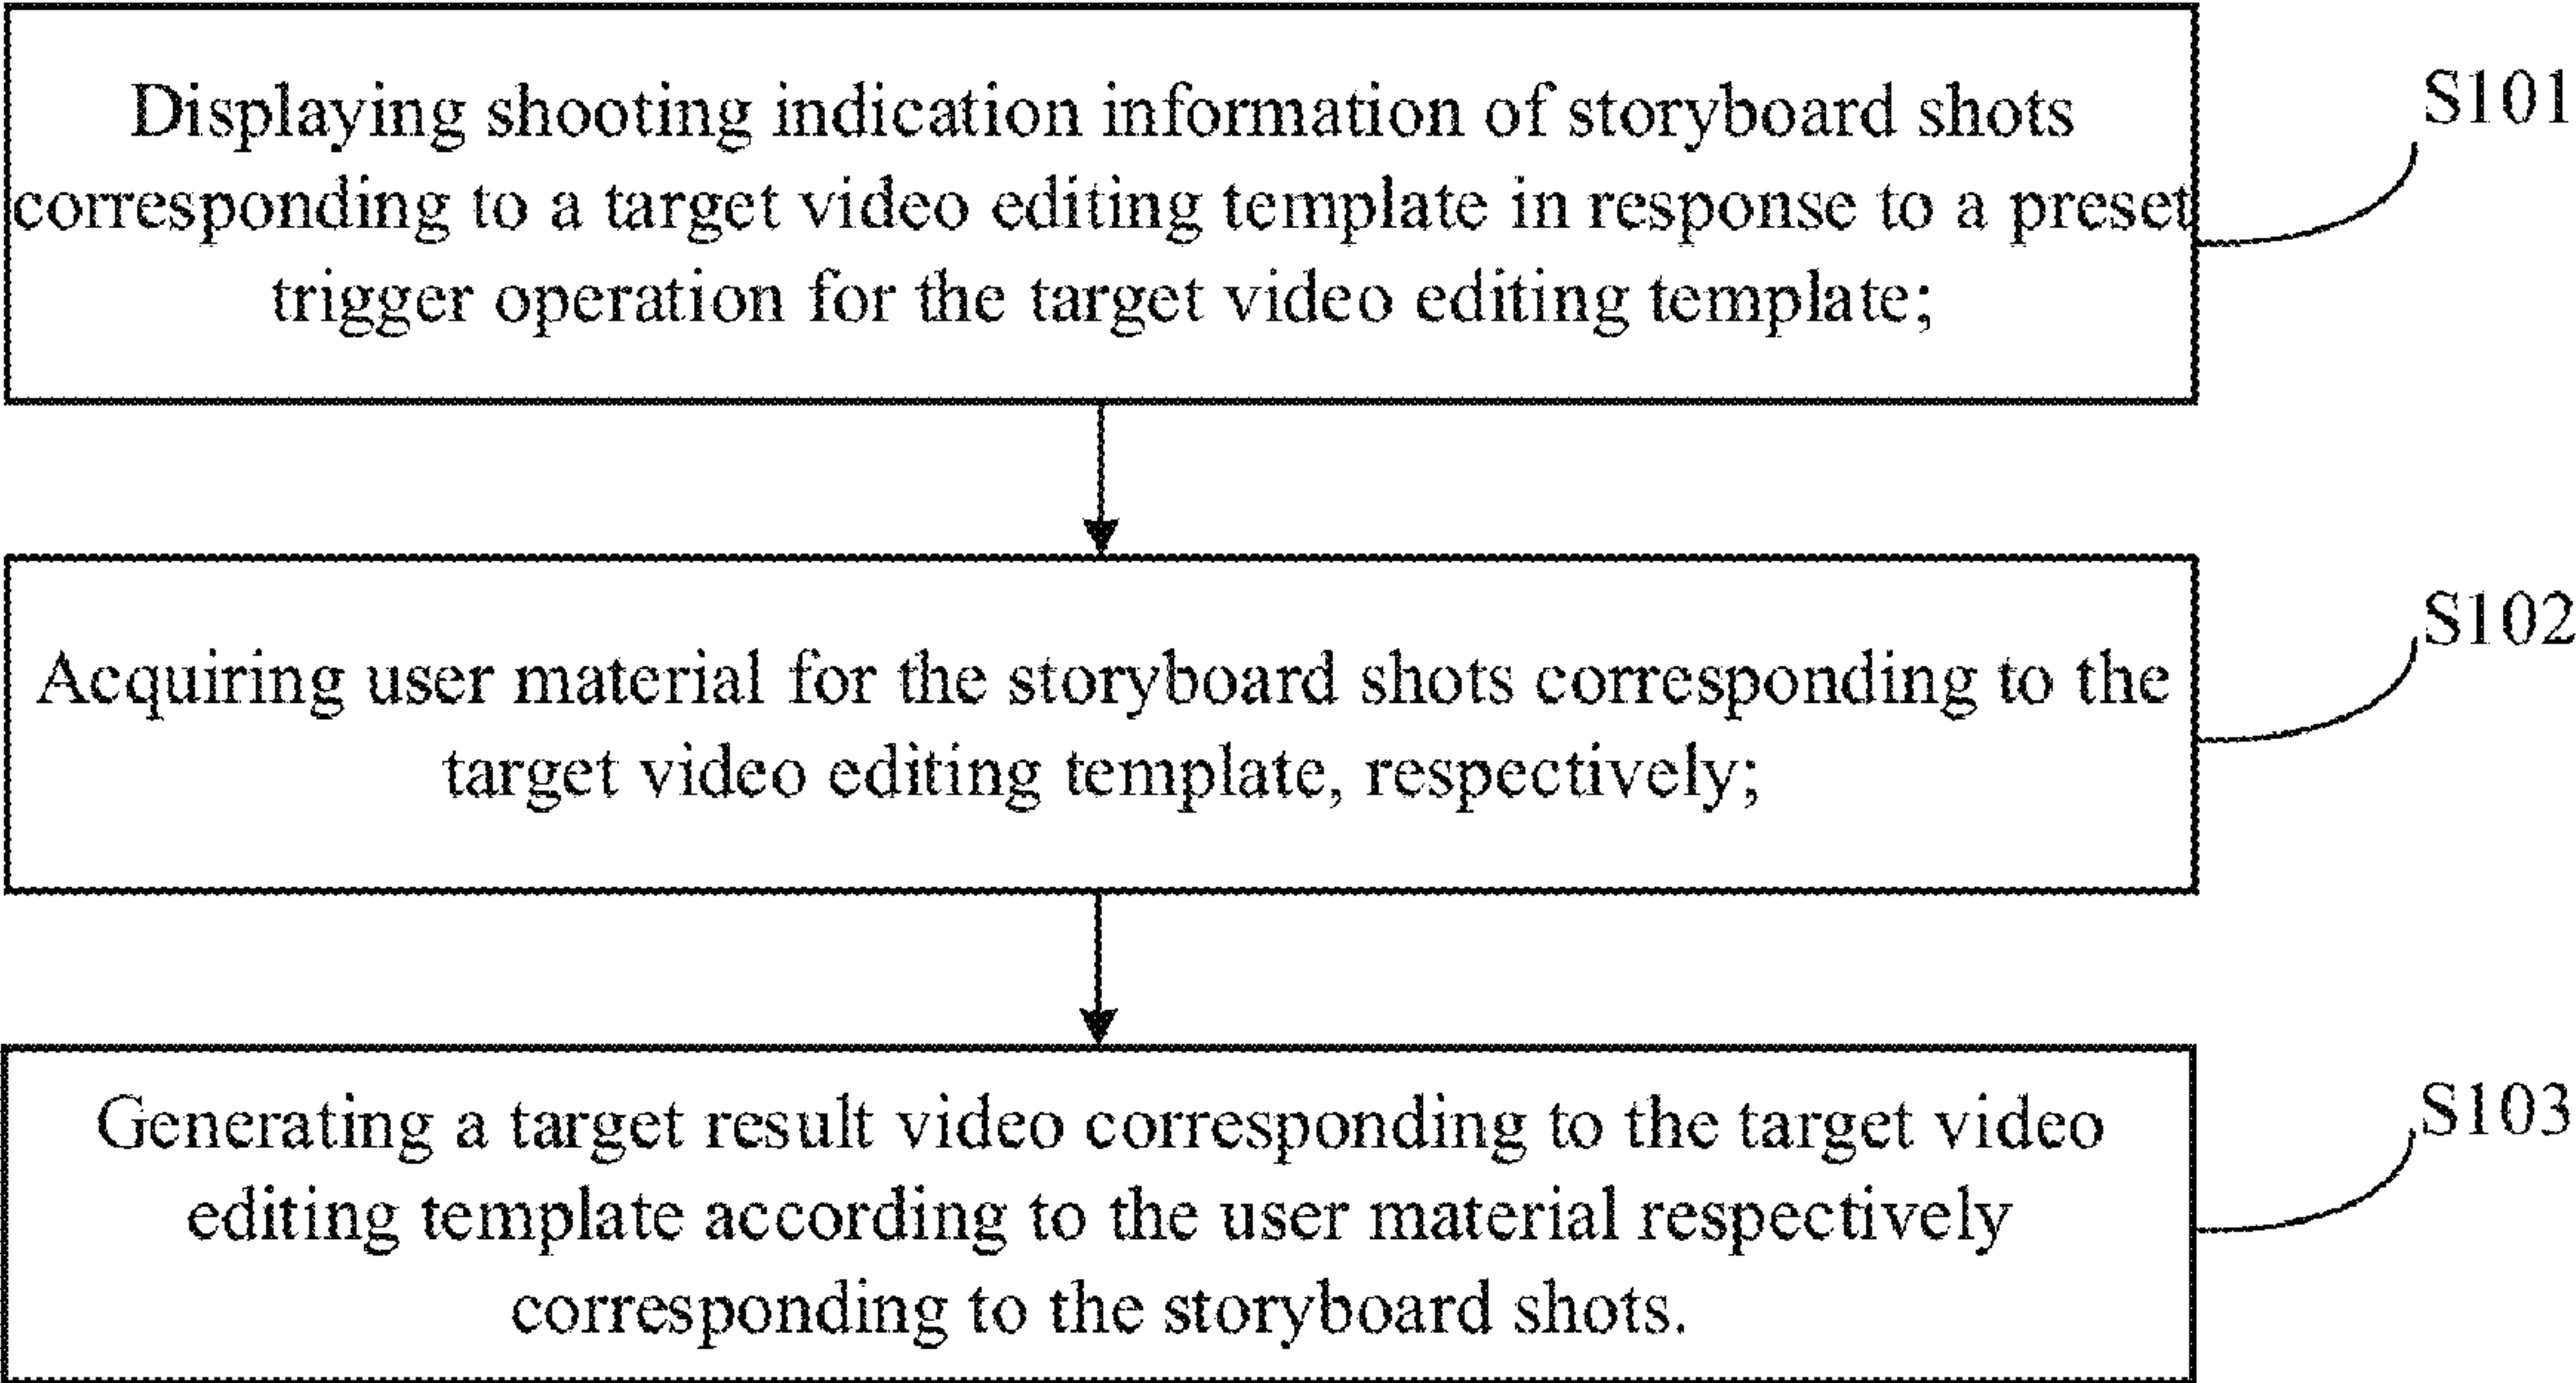 Displaying shooting indication information of storyboard shots
corresponding to a target video editing template in response to a preset
trigger operation for the target video editing template;
S101
Acquiring user material for the storyboard shots corresponding to the
target video editing template, respectively;
S102
Generating a target result video corresponding to the target video
editing template according to the user material respectively
corresponding to the storyboard shots.
S103